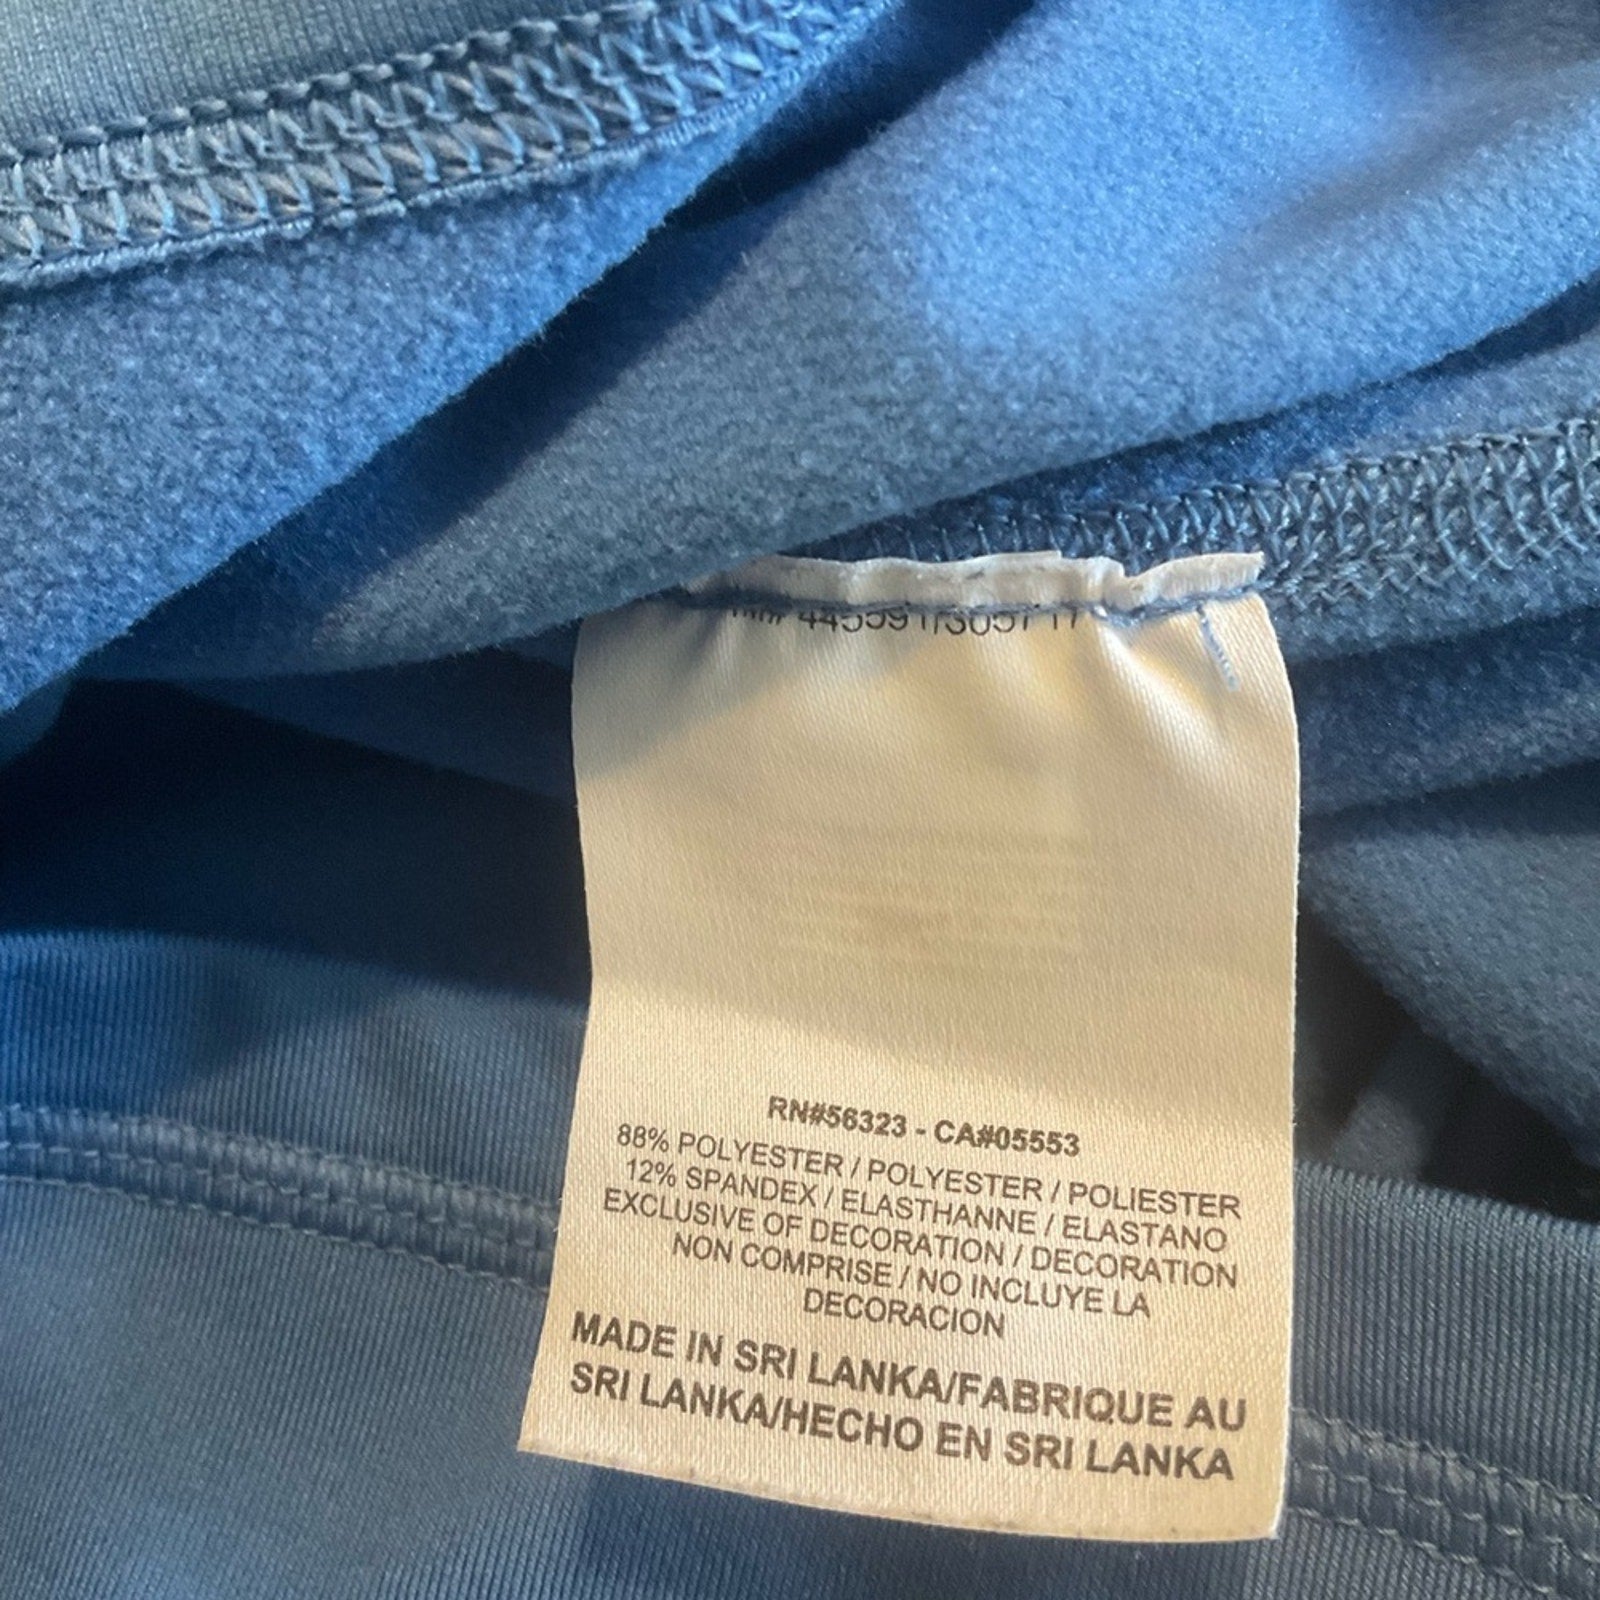 RN#56323 - CA#05553
88% POLYESTER / POLYESTER / POLIESTER
12% SPANDEX / ELASTHANNE / ELASTANO
EXCLUSIVE OF DECORATION / DECORATION
NON COMPRISE / NO INCLUYE LA
DECORACION
MADE IN SRI LANKA/FABRIQUE AU
SRI LANKA/HECHO EN SRI LANKA